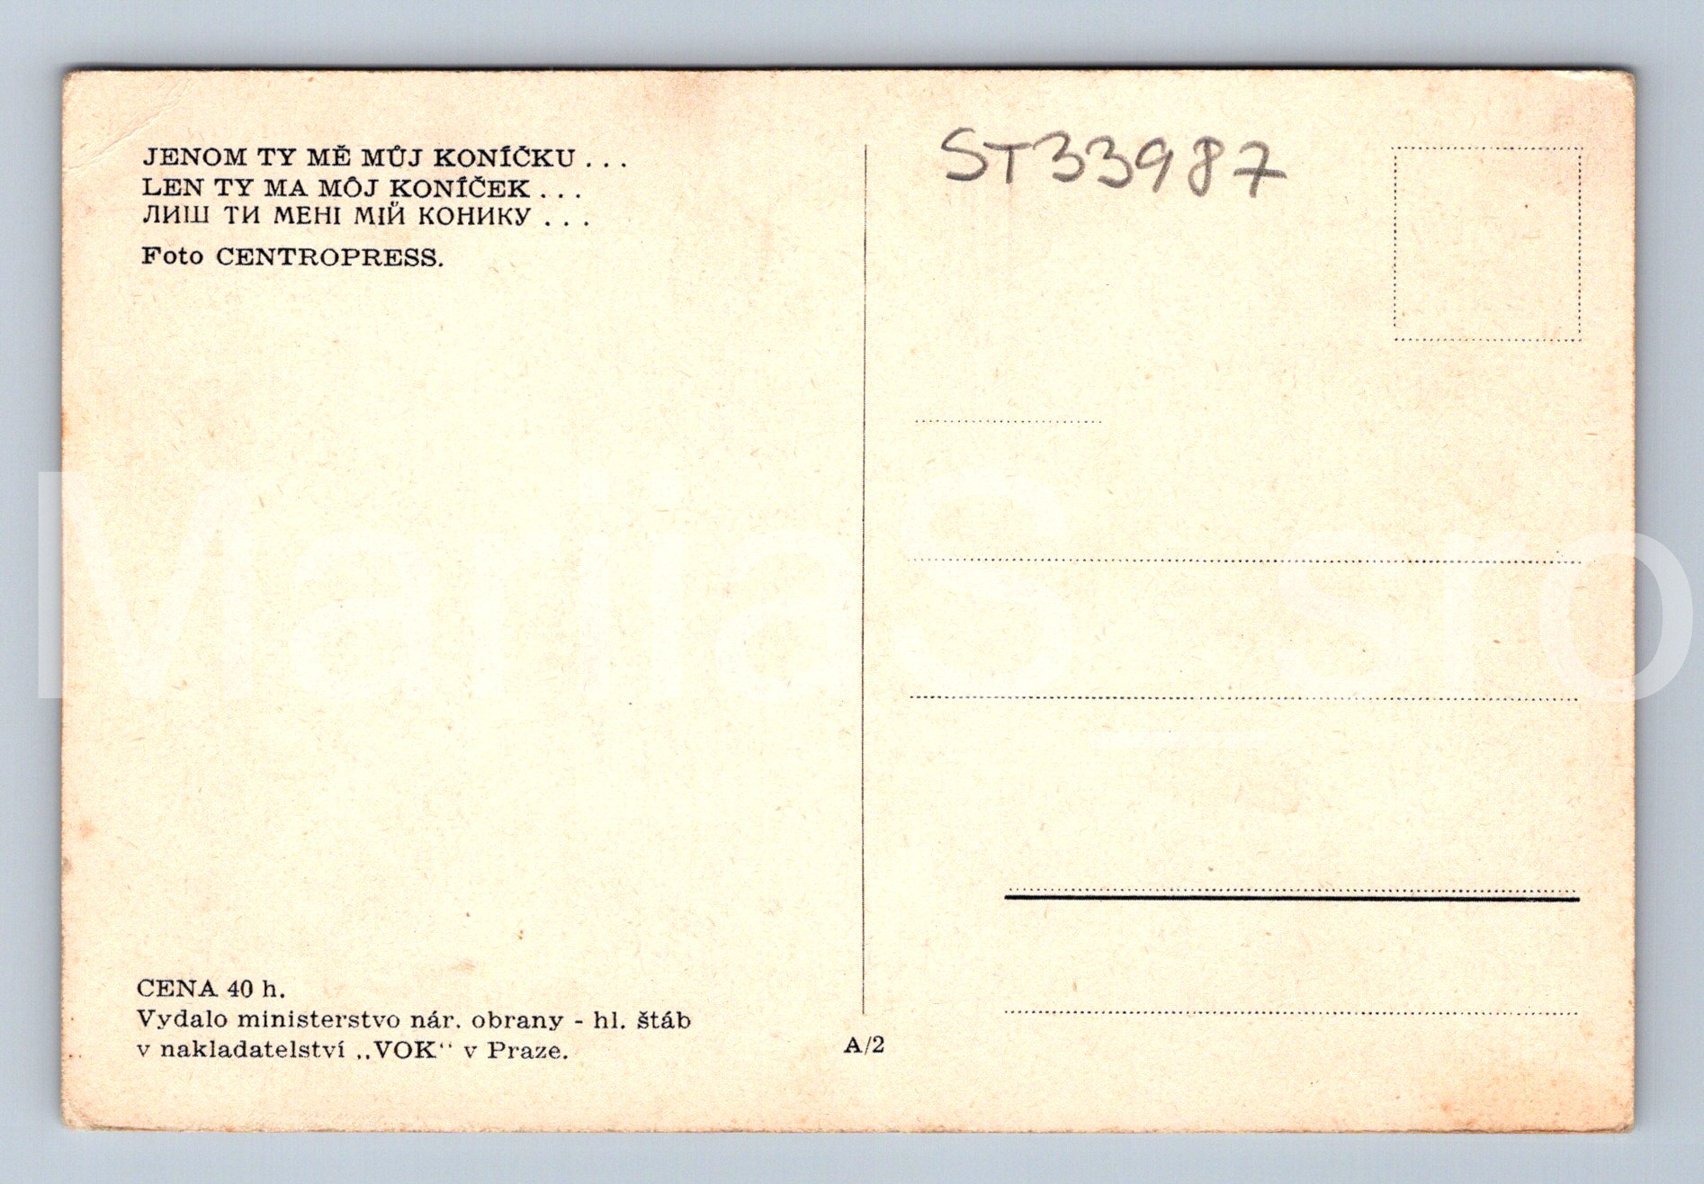 JENOM TY MĚ MŮJ KONÍČKU . . .
LEN TY MA MÔJ KONÍČEK . . .
ЛИШ ТИ МЕНІ МІЙ КОНИКУ . . .
Foto CENTROPRESS.
ST33987
MarijaS_sro
CENA 40 h.
Vydalo ministerstvo nár. obrany - hl. štáb
v nakladatelství ,,VOK“ v Praze.
A/2